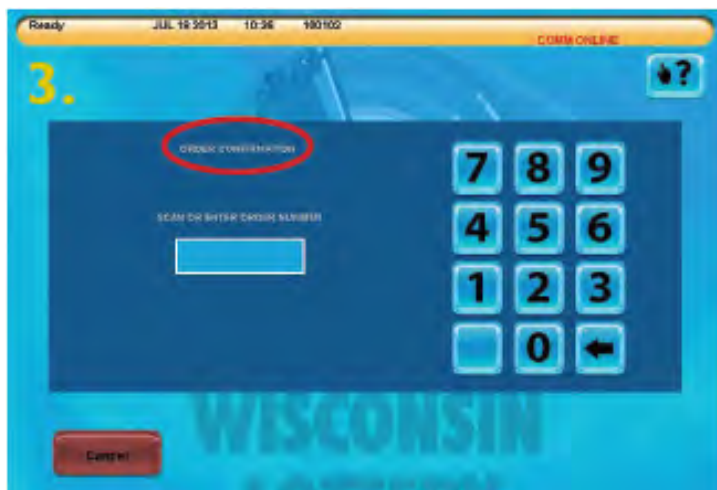 Ready JUL 19 2013 10:36 100102
COMM ONLINE
3.
?
ORDER CONFIRMATION
SCAN OR ENTER ORDER NUMBER
7 8 9
4 5 6
1 2 3
0
WISCONSIN
LOTTERY
Cancel